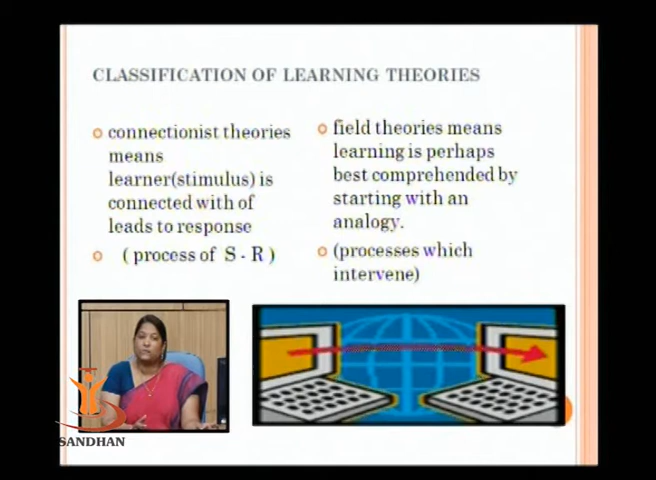 CLASSIFICATION OF LEARNING THEORIES
connectionist theories
means
learner(stimulus) is
connected with of
leads to response
( process of S - R )
field theories means
learning is perhaps
best comprehended by
starting with an
analogy.
(processes which
intervene)
SANDHAN